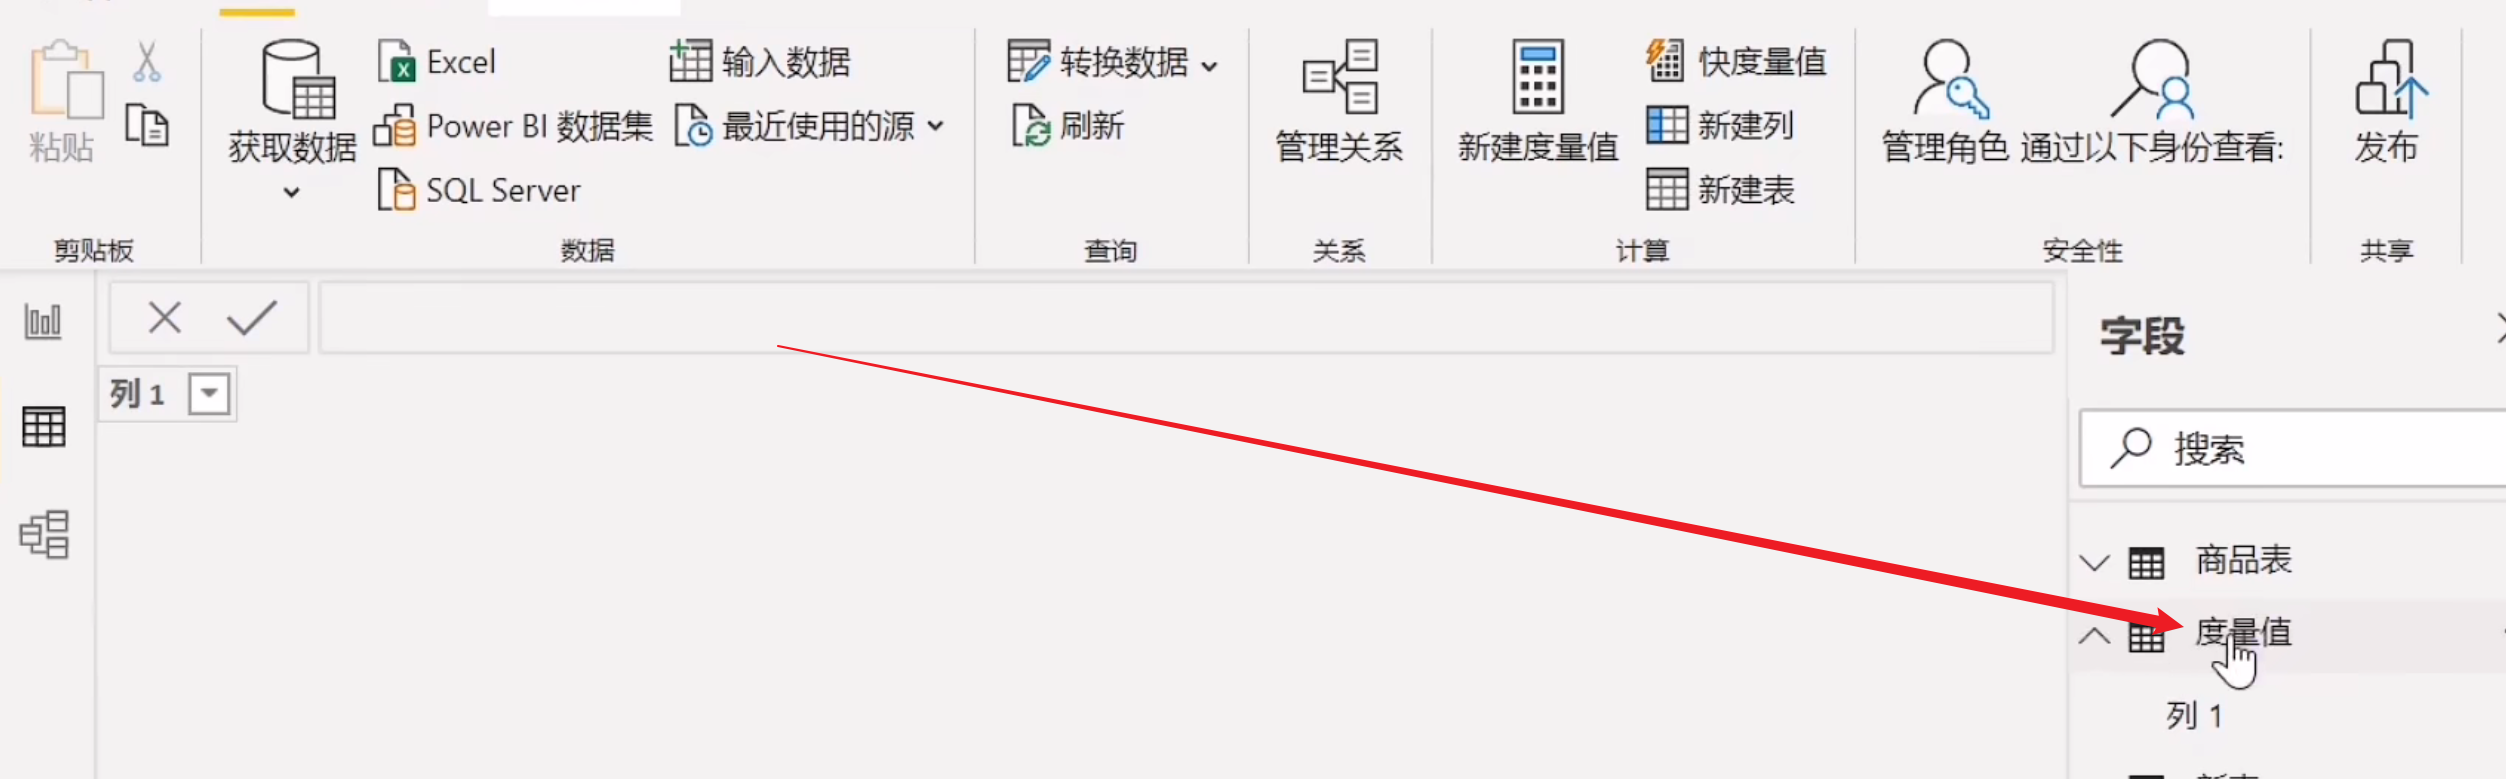 粘贴
剪贴板
获取数据
Excel
Power BI 数据集
SQL Server
输入数据
最近使用的源
数据
转换数据
刷新
查询
管理关系
关系
新建度量值
快度量值
新建列
新建表
计算
管理角色
通过以下身份查看:
安全性
发布
共享
列 1
字段
搜索
商品表
度量值
列 1